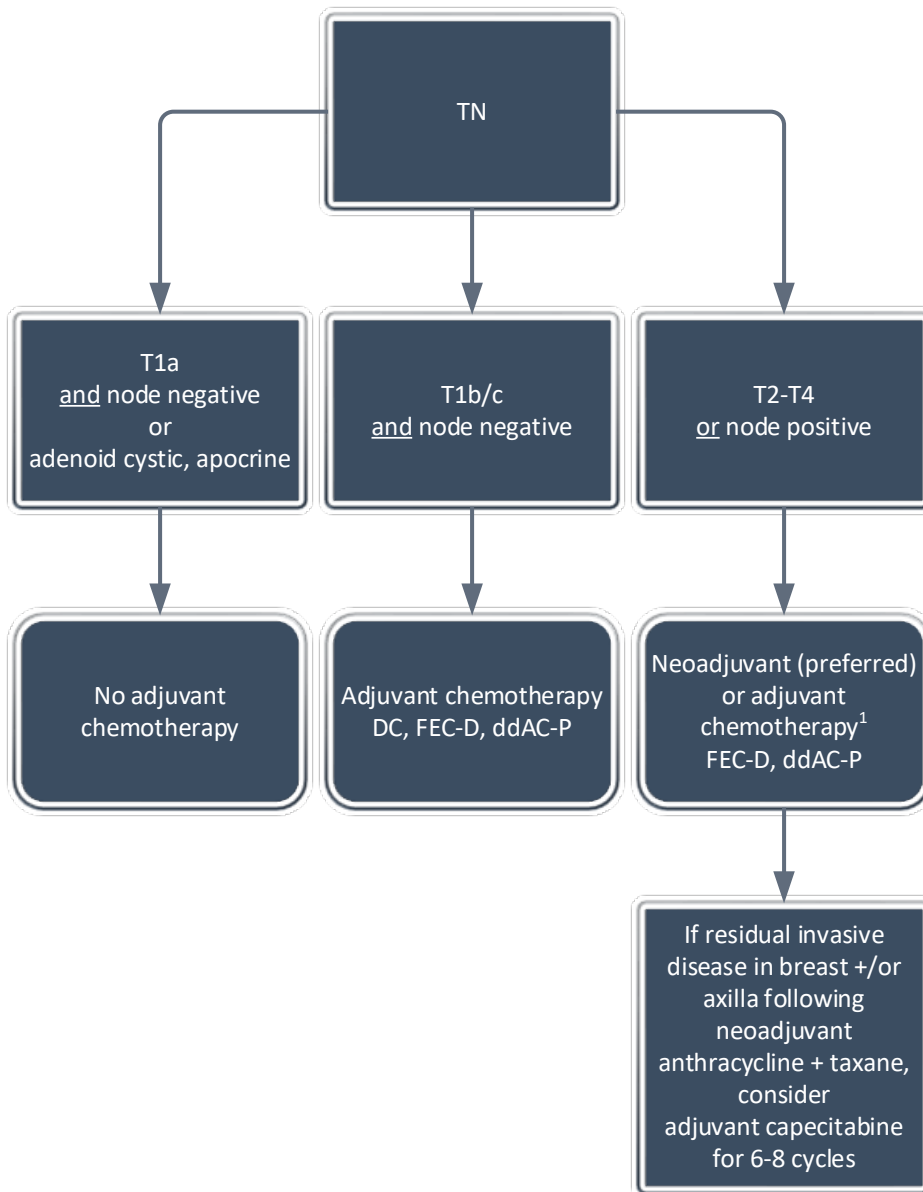 TN
T1a
and node negative
or
adenoid cystic, apocrine
T1b/c
and node negative
T2-T4
or node positive
No adjuvant
chemotherapy
Adjuvant chemotherapy
DC, FEC-D, ddAC-P
Neoadjuvant (preferred)
or adjuvant
chemotherapy¹
FEC-D, ddAC-P
If residual invasive
disease in breast +/or
axilla following
neoadjuvant
anthracycline + taxane,
consider
adjuvant capecitabine
for 6-8 cycles